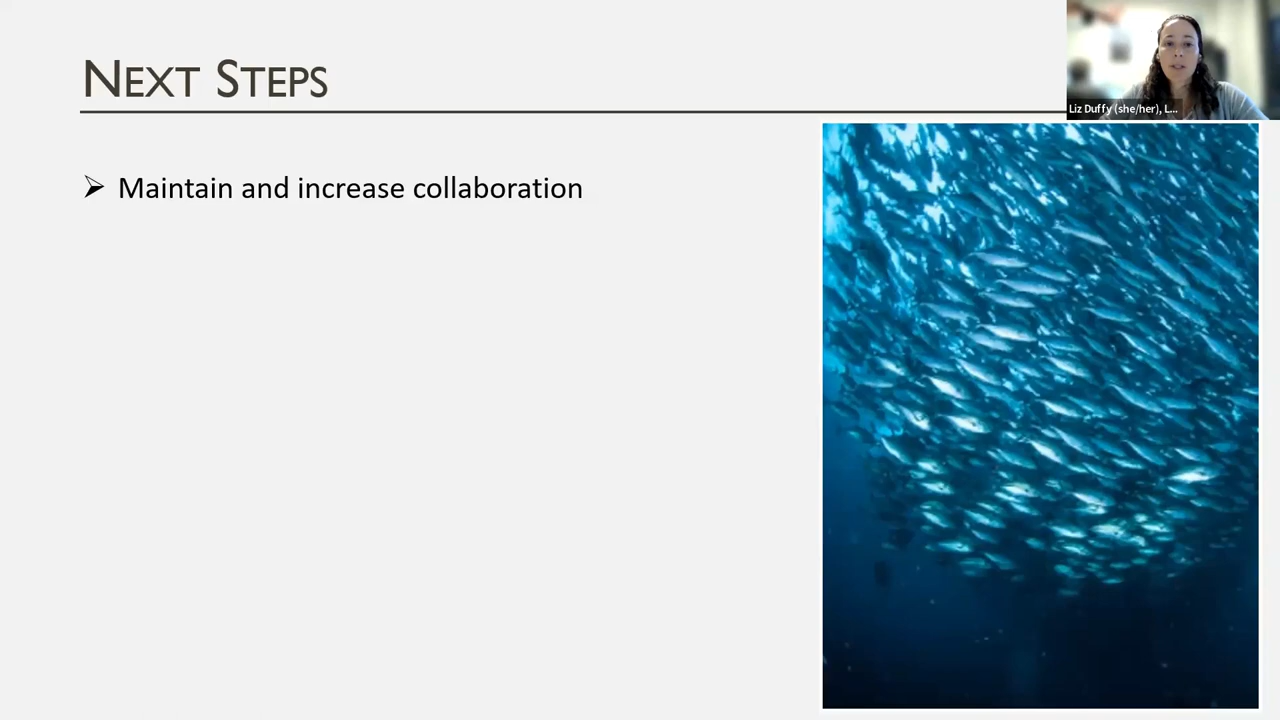 Next Steps
➢ Maintain and increase collaboration
Liz Duffy (she/her), L...